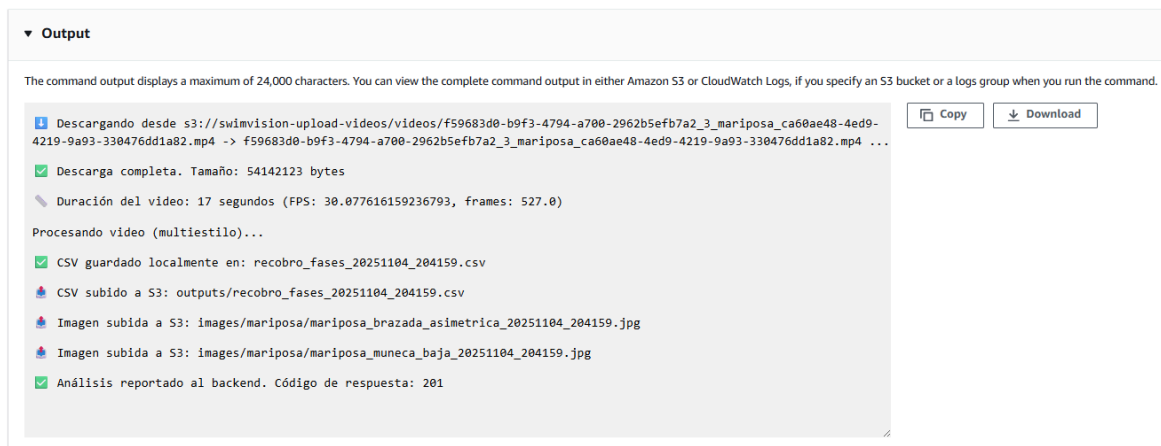 ▼ Output
The command output displays a maximum of 24,000 characters. You can view the complete command output in either Amazon S3 or CloudWatch Logs, if you specify an S3 bucket or a logs group when you run the command.
⬇️ Descargando desde s3://swimvision-upload-videos/videos/f59683d0-b9f3-4794-a700-2962b5efb7a2_3_mariposa_ca60ae48-4ed9-
4219-9a93-330476dd1a82.mp4 -> f59683d0-b9f3-4794-a700-2962b5efb7a2_3_mariposa_ca60ae48-4ed9-4219-9a93-330476dd1a82.mp4 ...
✅ Descarga completa. Tamaño: 54142123 bytes
📏 Duración del video: 17 segundos (FPS: 30.077616159236793, frames: 527.0)
Procesando video (multiestilo)...
✅ CSV guardado localmente en: recobro_fases_20251104_204159.csv
📤 CSV subido a S3: outputs/recobro_fases_20251104_204159.csv
📤 Imagen subida a S3: images/mariposa/mariposa_brazada_asimetrica_20251104_204159.jpg
📤 Imagen subida a S3: images/mariposa/mariposa_muneca_baja_20251104_204159.jpg
✅ Análisis reportado al backend. Código de respuesta: 201
Copy
Download